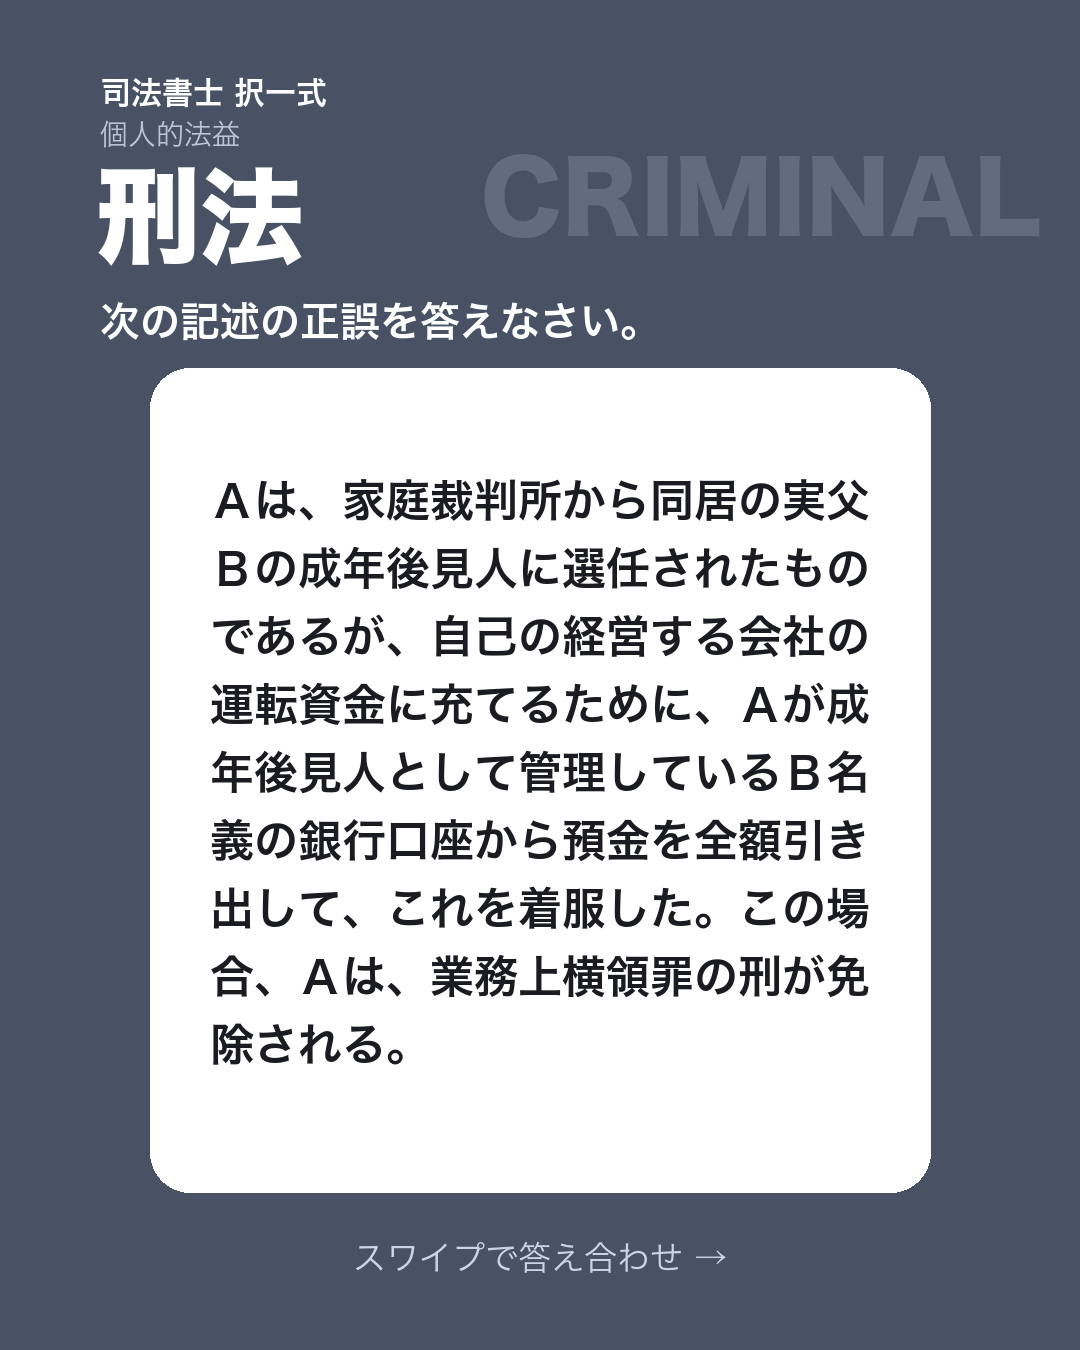 司法書士 択一式
個人的法益
刑法
CRIMINAL
次の記述の正誤を答えなさい。
Ａは、家庭裁判所から同居の実父
Ｂの成年後見人に選任されたもの
であるが、自己の経営する会社の
運転資金に充てるために、Ａが成
年後見人として管理しているＢ名
義の銀行口座から預金を全額引き
出して、これを着服した。この場
合、Ａは、業務上横領罪の刑が免
除される。
スワイプで答え合わせ →